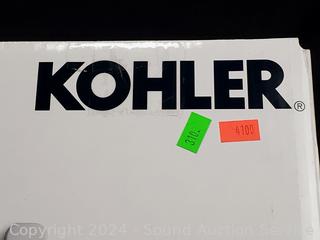 KOHLER®
310
4100
Copyright 2024 - Sound Auction Service